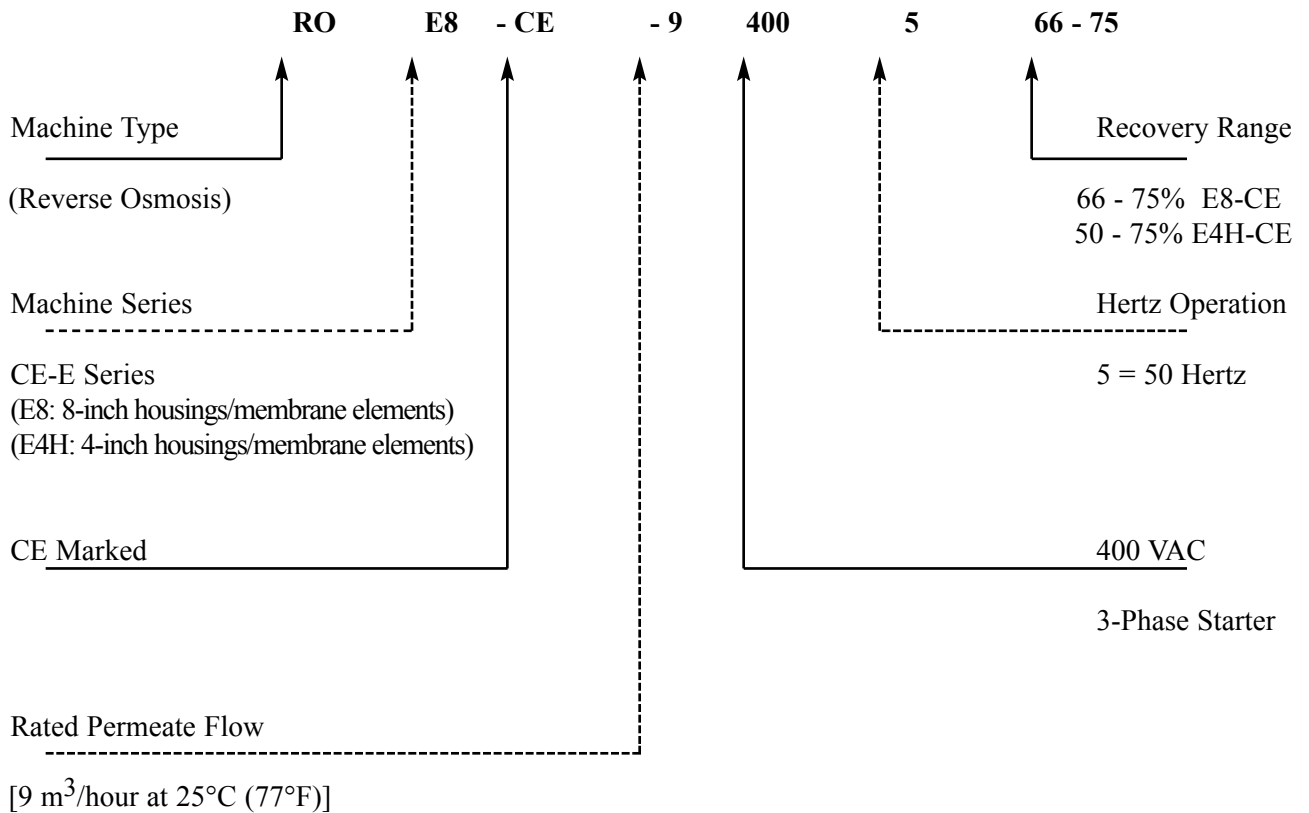 RO E8 - CE - 9 400 5 66 - 75
Machine Type
Recovery Range
(Reverse Osmosis)
66 - 75% E8-CE
50 - 75% E4H-CE
Machine Series
Hertz Operation
CE-E Series
5 = 50 Hertz
(E8: 8-inch housings/membrane elements)
(E4H: 4-inch housings/membrane elements)
CE Marked
400 VAC
3-Phase Starter
Rated Permeate Flow
[9 m³/hour at 25°C (77°F)]